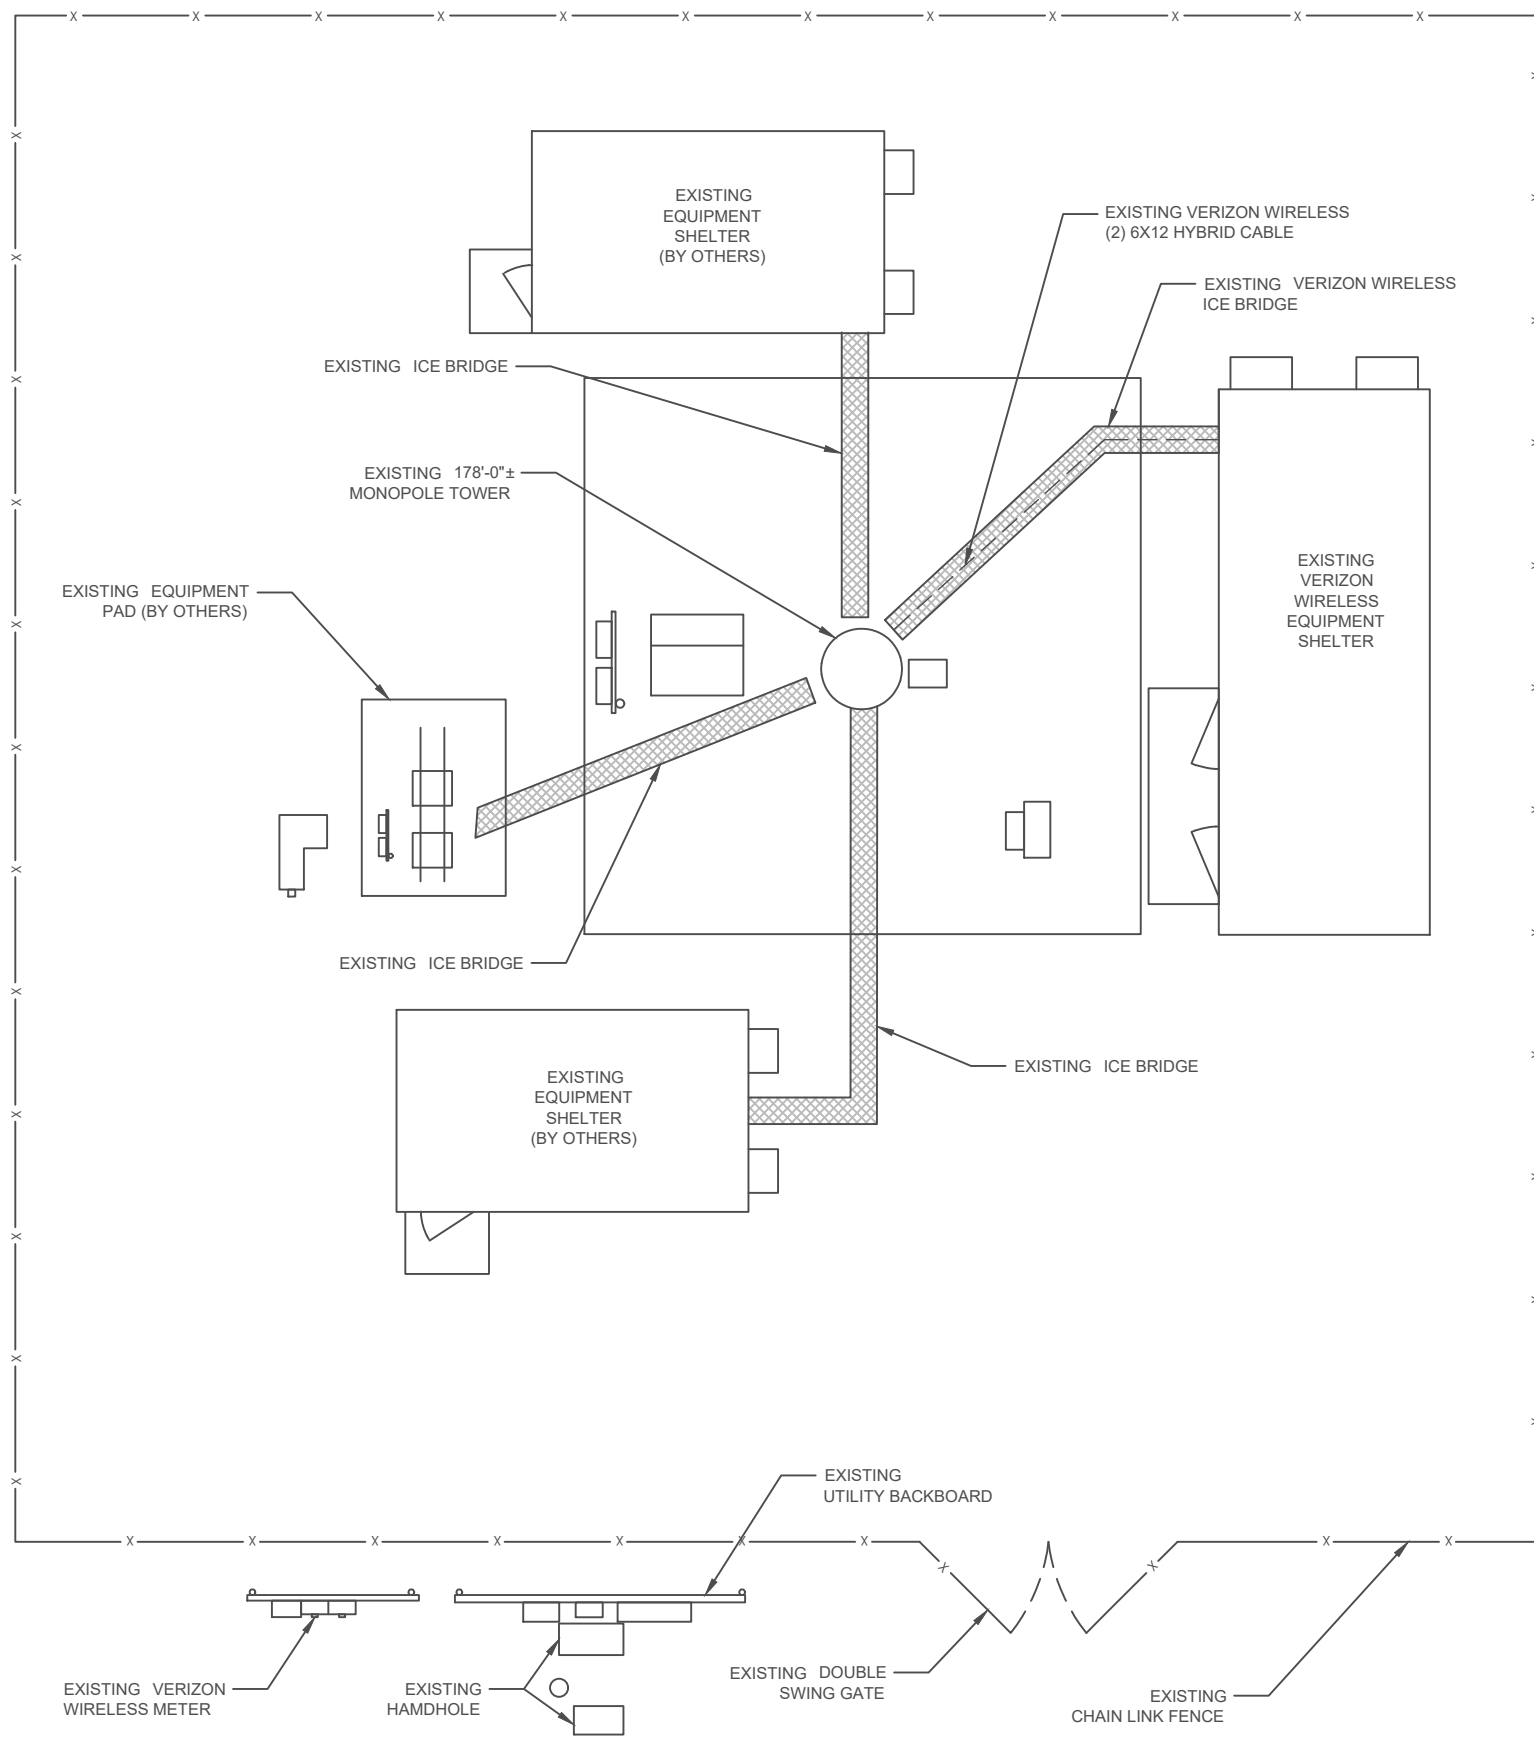 EXISTING
EQUIPMENT
SHELTER
(BY OTHERS)
EXISTING VERIZON WIRELESS
(2) 6X12 HYBRID CABLE
EXISTING VERIZON WIRELESS
ICE BRIDGE
EXISTING ICE BRIDGE
EXISTING 178'-0"±
MONOPOLE TOWER
EXISTING EQUIPMENT
PAD (BY OTHERS)
EXISTING
VERIZON
WIRELESS
EQUIPMENT
SHELTER
EXISTING ICE BRIDGE
EXISTING ICE BRIDGE
EXISTING
EQUIPMENT
SHELTER
(BY OTHERS)
EXISTING
UTILITY BACKBOARD
EXISTING VERIZON
WIRELESS METER
EXISTING
HAMDHOLE
EXISTING DOUBLE
SWING GATE
EXISTING
CHAIN LINK FENCE